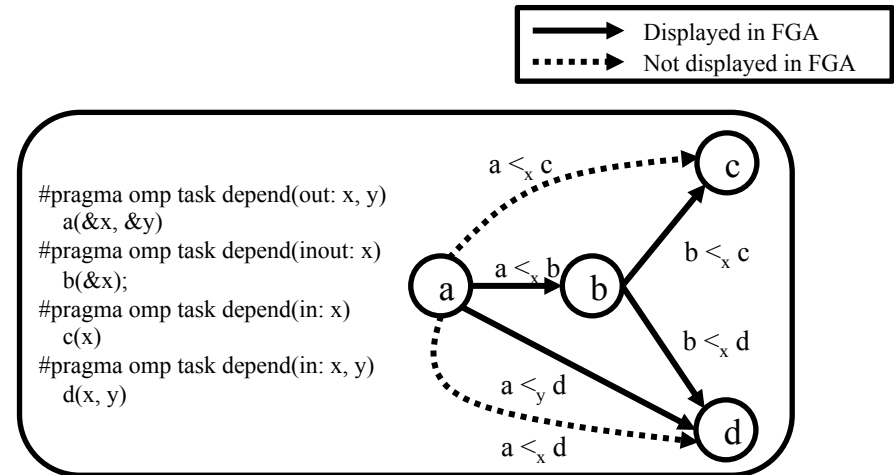 Displayed in FGA
Not displayed in FGA
#pragma omp task depend(out: x, y)
a(&x, &y)
#pragma omp task depend(inout: x)
b(&x);
#pragma omp task depend(in: x)
c(x)
#pragma omp task depend(in: x, y)
d(x, y)
a <x c
c
a <x b
b <x c
a
b
b <x d
a <y d
d
a <x d